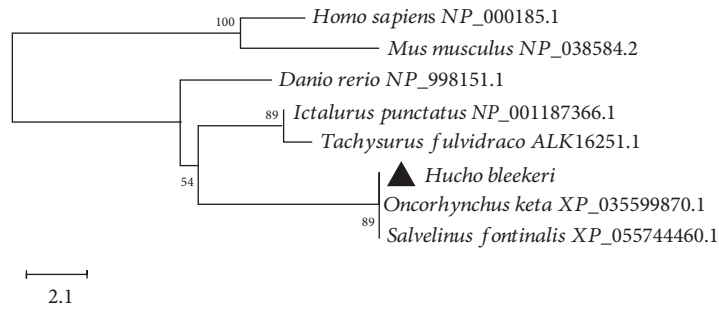 100
Homo sapiens NP_000185.1
Mus musculus NP_038584.2
Danio rerio NP_998151.1
89
Ictalurus punctatus NP_001187366.1
Tachysurus fulvidraco ALK16251.1
54
Hucho bleekeri
Oncorhynchus keta XP_035599870.1
89
Salvelinus fontinalis XP_055744460.1
2.1